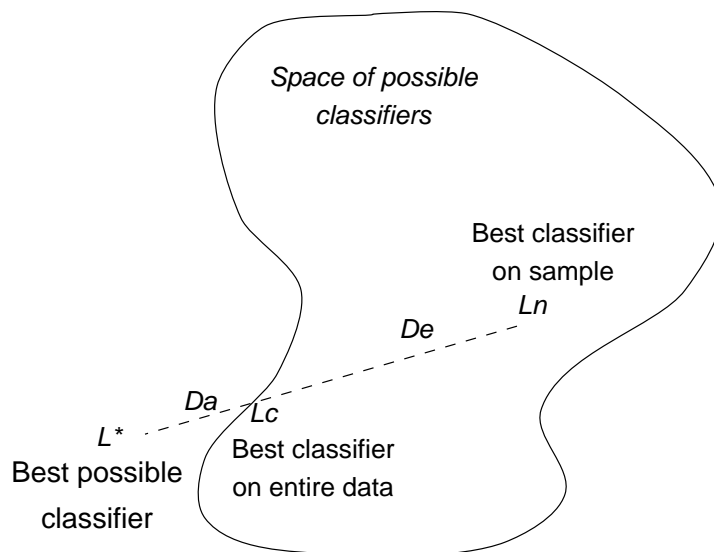 Space of possible
classifiers
Best classifier
on sample
Ln
De
Da
Lc
L*
Best classifier
on entire data
Best possible
classifier